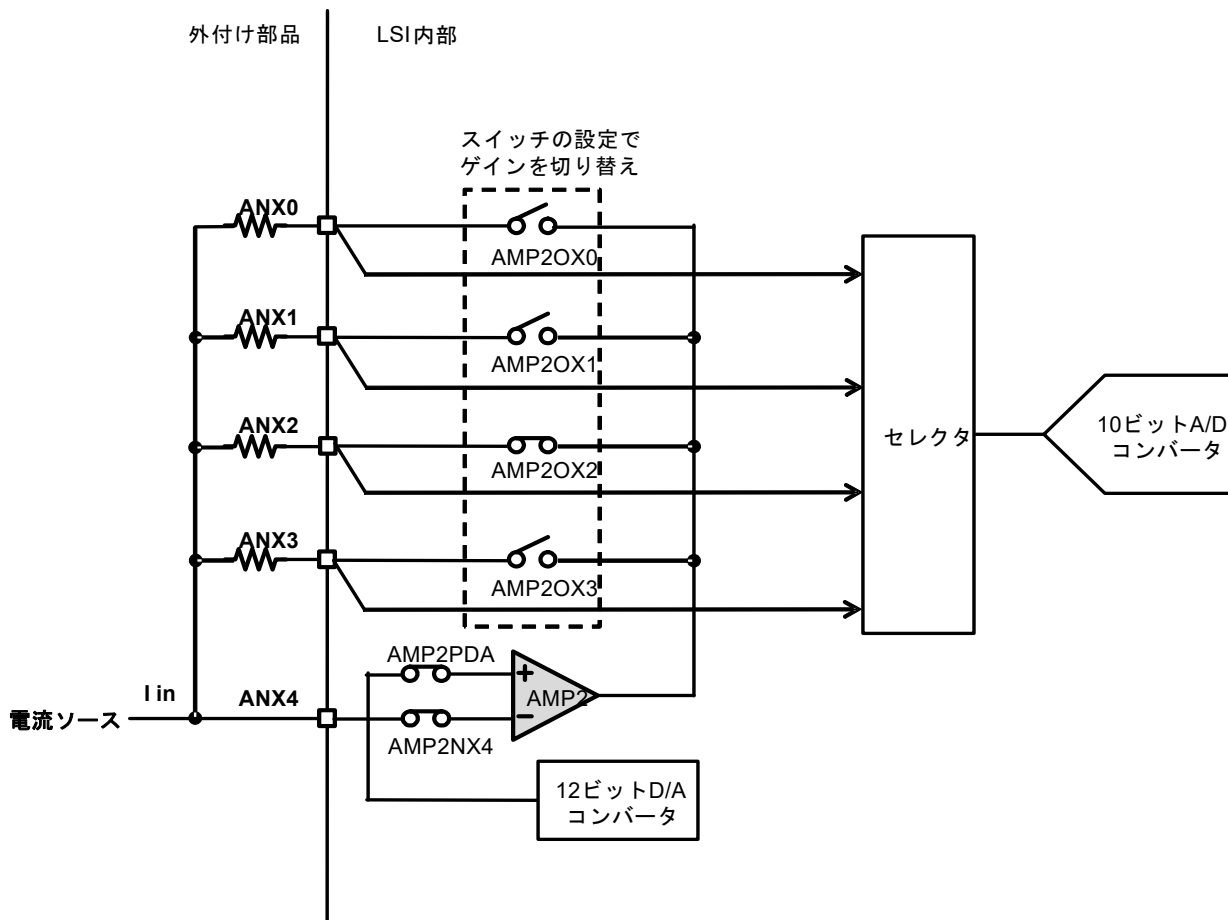 外付け部品
LSI内部
スイッチの設定で
ゲインを切り替え
ANX0
AMP2OX0
ANX1
AMP2OX1
ANX2
AMP2OX2
セレクタ
10ビットA/D
コンバータ
ANX3
AMP2OX3
AMP2PDA
+
AMP2
−
I in
ANX4
電流ソース
AMP2NX4
12ビットD/A
コンバータ